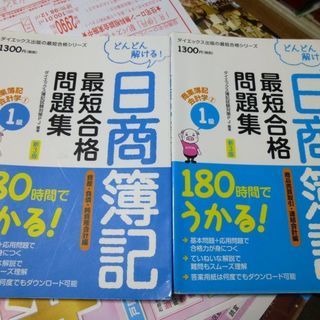 ダイエックス出版の最短合格シリーズ
1300円
どんどん
解ける!
日商簿記
最短合格
問題集
商業簿記
会計学
1級
80時間で
うかる!
基本問題+応用問題で
合格力が身につく
ていねいな解説で
難問もスムーズ理解
答案用紙は何度でもダウンロード可能
ダイエックス出版の最短合格シリーズ
1300円
どんどん
解け
日商簿記
最短合格
問題集
商業簿記
会計学
1級
180時間で
うかる!
基本問題+応用問題で
合格力が身につく
ていねいな解説で
難問もスムーズ理解
答案用紙は何度でもダウンロード可能